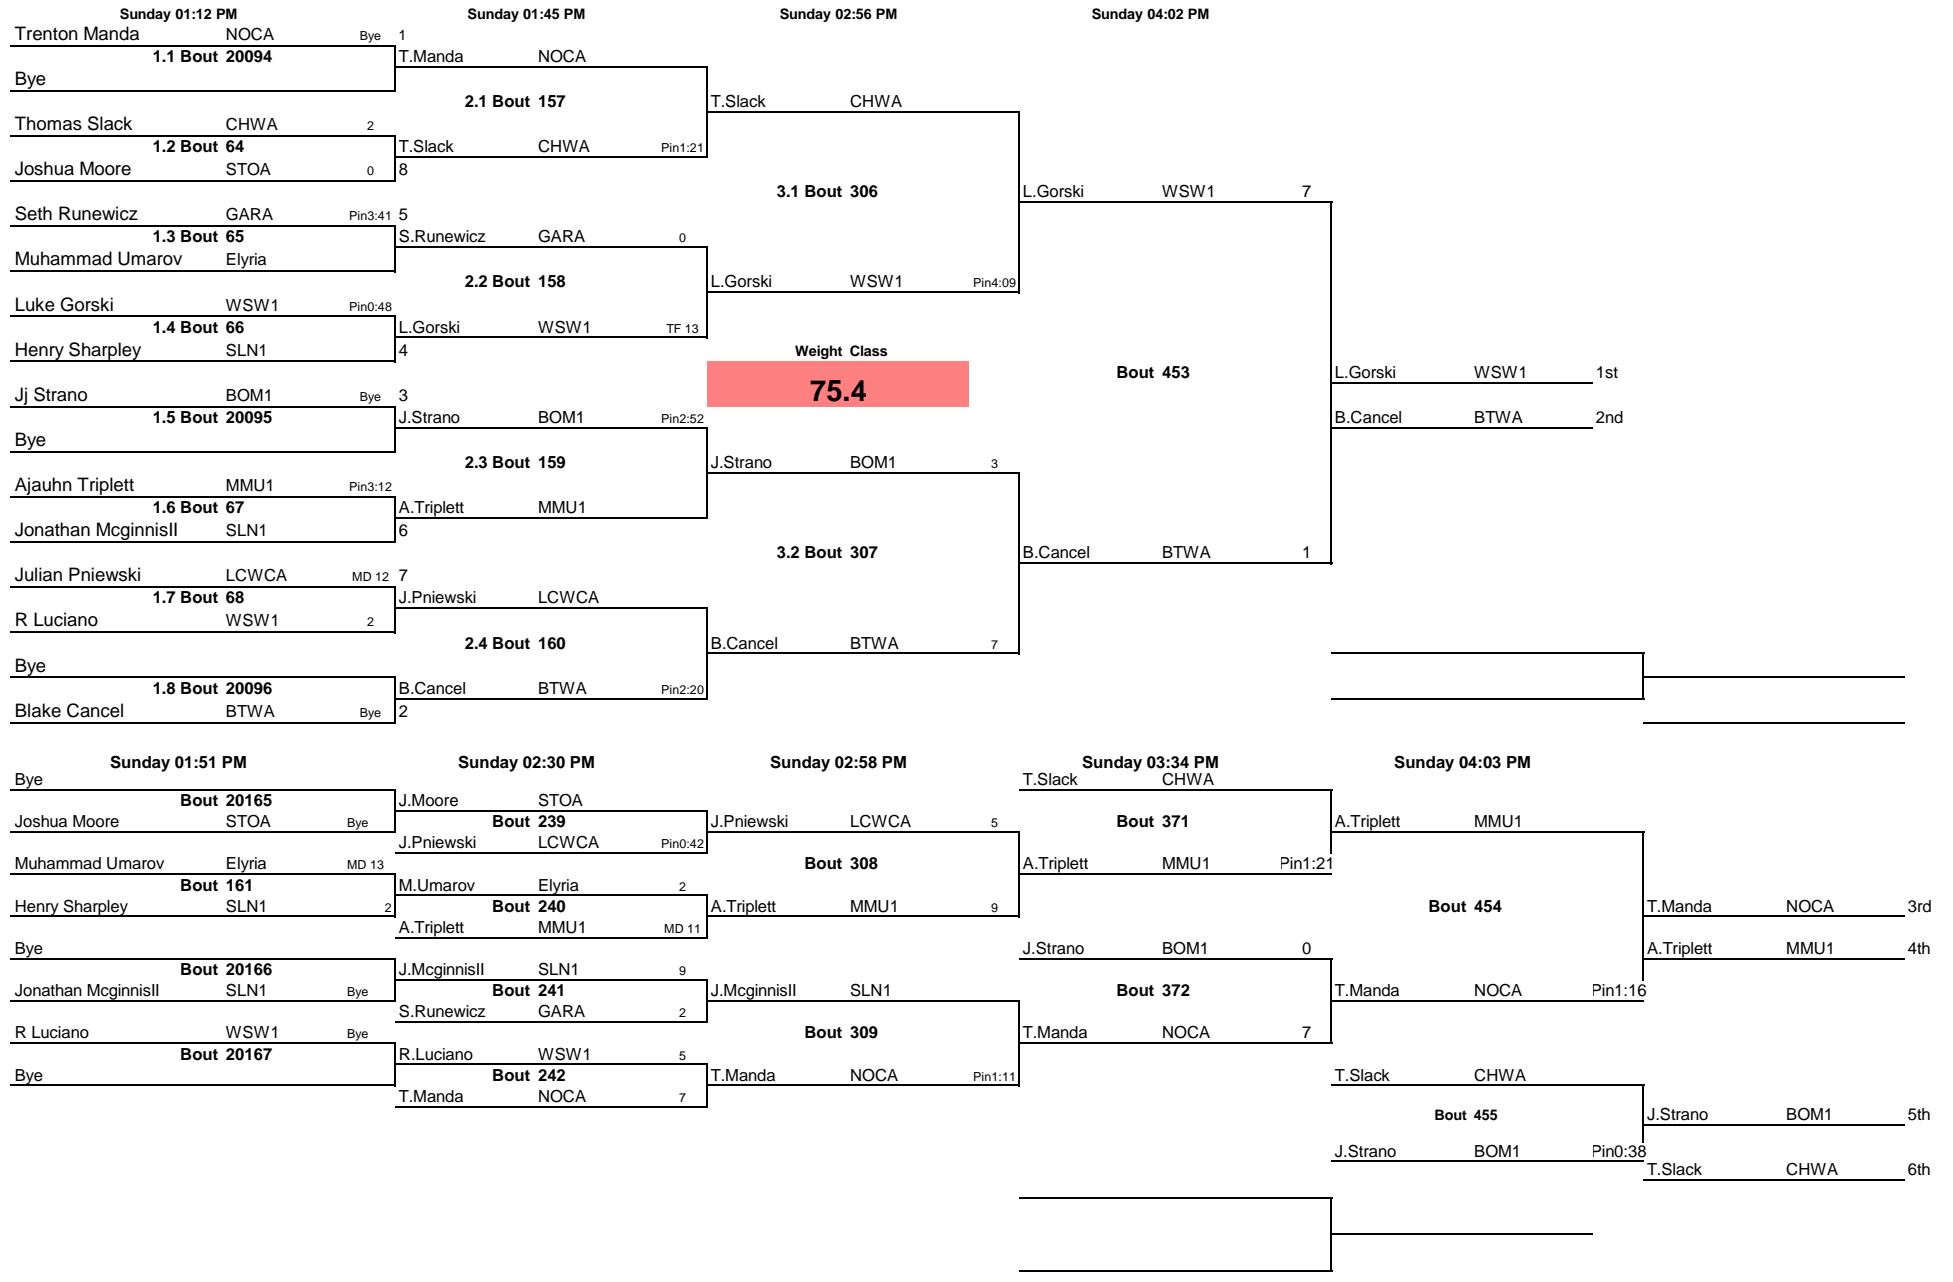 Sunday 01:12 PM Sunday 01:45 PM Sunday 02:56 PM Sunday 04:02 PM
Trenton Manda NOCA Bye 1
1.1 Bout 20094 T.Manda NOCA
Bye
2.1 Bout 157 T.Slack CHWA
Thomas Slack CHWA 2
1.2 Bout 64 T.Slack CHWA Pin1:21
Joshua Moore STOA 0 8
3.1 Bout 306 L.Gorski WSW1 7
Seth Runewicz GARA Pin3:41 5
1.3 Bout 65 S.Runewicz GARA 0
Muhammad Umarov Elyria
2.2 Bout 158 L.Gorski WSW1 Pin4:09
Luke Gorski WSW1 Pin0:48
1.4 Bout 66 L.Gorski WSW1 TF 13
Henry Sharpley SLN1 4 Weight Class
Bout 453 L.Gorski WSW1 1st
Jj Strano BOM1 Bye 3 75.4
1.5 Bout 20095 J.Strano BOM1 Pin2:52 B.Cancel BTWA 2nd
Bye
2.3 Bout 159 J.Strano BOM1 3
Ajauhn Triplett MMU1 Pin3:12
1.6 Bout 67 A.Triplett MMU1
Jonathan McginnisII SLN1 6
3.2 Bout 307 B.Cancel BTWA 1
Julian Pniewski LCWCA MD 12 7
1.7 Bout 68 J.Pniewski LCWCA
R Luciano WSW1 2
2.4 Bout 160 B.Cancel BTWA 7
Bye
1.8 Bout 20096 B.Cancel BTWA Pin2:20
Blake Cancel BTWA Bye 2
Sunday 01:51 PM Sunday 02:30 PM Sunday 02:58 PM Sunday 03:34 PM Sunday 04:03 PM
Bye T.Slack CHWA
Bout 20165 J.Moore STOA
Joshua Moore STOA Bye Bout 239 J.Pniewski LCWCA 5 Bout 371 A.Triplett MMU1
J.Pniewski LCWCA Pin0:42
Muhammad Umarov Elyria MD 13 Bout 308 A.Triplett MMU1 Pin1:21
Bout 161 M.Umarov Elyria 2
Henry Sharpley SLN1 2 Bout 240 A.Triplett MMU1 9 Bout 454 T.Manda NOCA 3rd
A.Triplett MMU1 MD 11
Bye J.Strano BOM1 0 A.Triplett MMU1 4th
Bout 20166 J.McginnisII SLN1 9
Jonathan McginnisII SLN1 Bye Bout 241 J.McginnisII SLN1 Bout 372 T.Manda NOCA Pin1:16
S.Runewicz GARA 2
R Luciano WSW1 Bye Bout 309 T.Manda NOCA 7
Bout 20167 R.Luciano WSW1 5
Bye Bout 242 T.Manda NOCA Pin1:11 T.Slack CHWA
T.Manda NOCA 7
Bout 455 J.Strano BOM1 5th
J.Strano BOM1 Pin0:38
T.Slack CHWA 6th